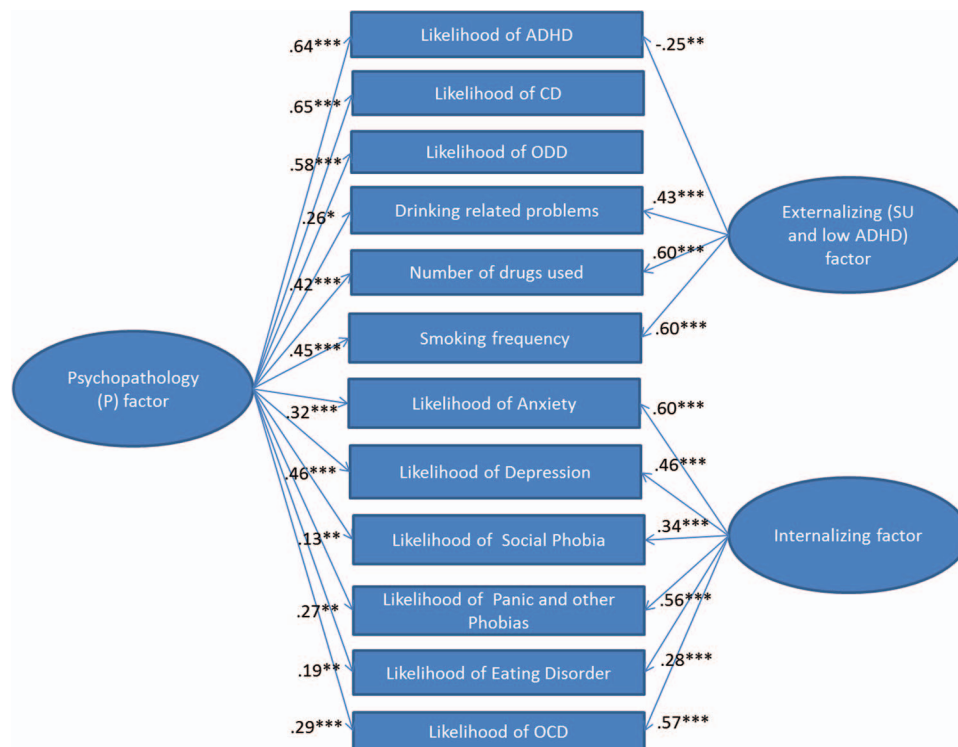 .64***
Likelihood of ADHD
-.25**
.65***
Likelihood of CD
.58***
Likelihood of ODD
.26*
Drinking related problems
.43***
Externalizing (SU
and low ADHD)
factor
.42***
Number of drugs used
.60***
.45***
Smoking frequency
.60***
Psychopathology
(P) factor
.32***
Likelihood of Anxiety
.60***
.46***
Likelihood of Depression
.46***
.13**
Likelihood of Social Phobia
.34***
Internalizing factor
.27**
Likelihood of Panic and other
Phobias
.56***
.19**
Likelihood of Eating Disorder
.28***
.29***
Likelihood of OCD
.57***